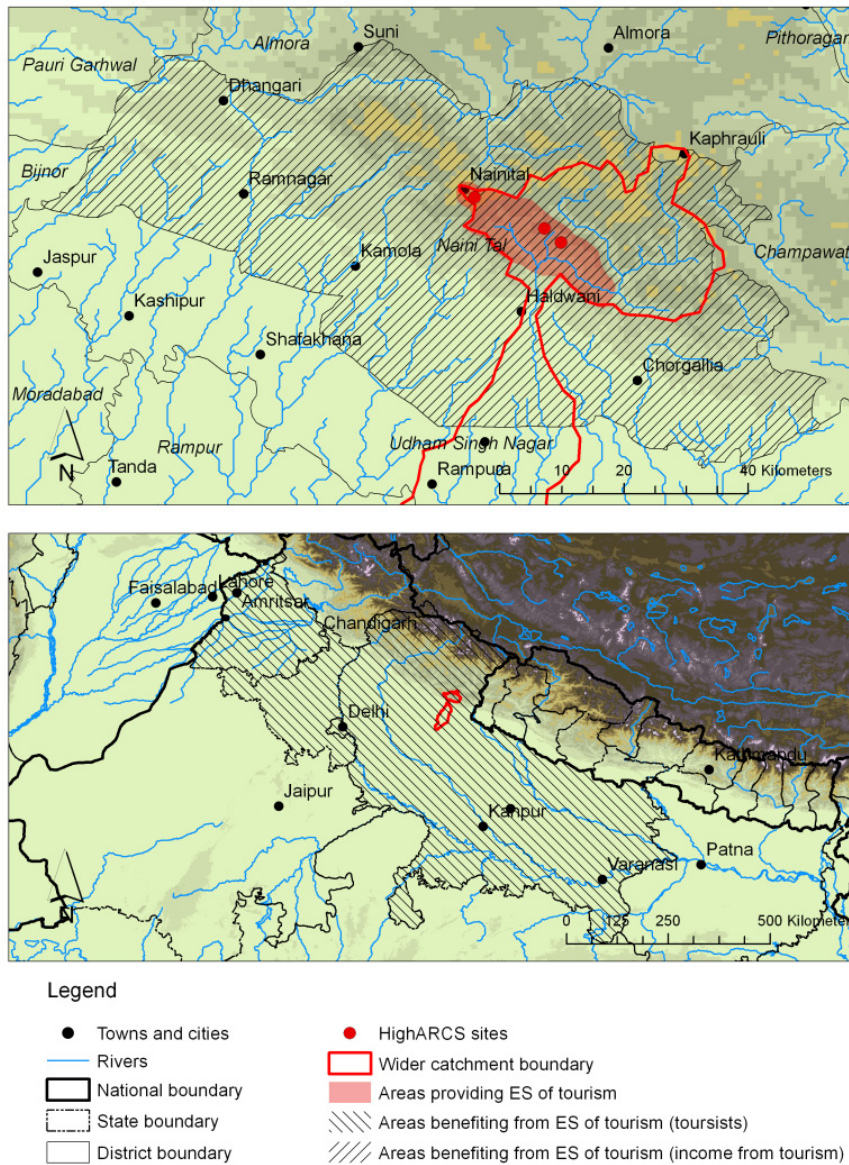 Suni
Almora
Almora
Pithoragar
Pauri Garhwal
Dhangari
Kaphrauli
Bijnor
Nainital
Ramnagar
Naini Tal
Champawat
Jaspur
Kamola
Kashipur
Haldwani
Shafakhana
Chorgallia
Moradabad
Rampur
Udham Singh Nagar
N
Tanda
Rampura
0 10 20 40 Kilometers
Faisalabad
Lahore
Amritsar
Chandigarh
Delhi
Kathmandu
Jaipur
Kanpur
Varanasi
Patna
0 125 250 500 Kilometer
Legend
Towns and cities
Rivers
National boundary
State boundary
District boundary
HighARCS sites
Wider catchment boundary
Areas providing ES of tourism
Areas benefiting from ES of tourism (toursists)
Areas benefiting from ES of tourism (income from tourism)